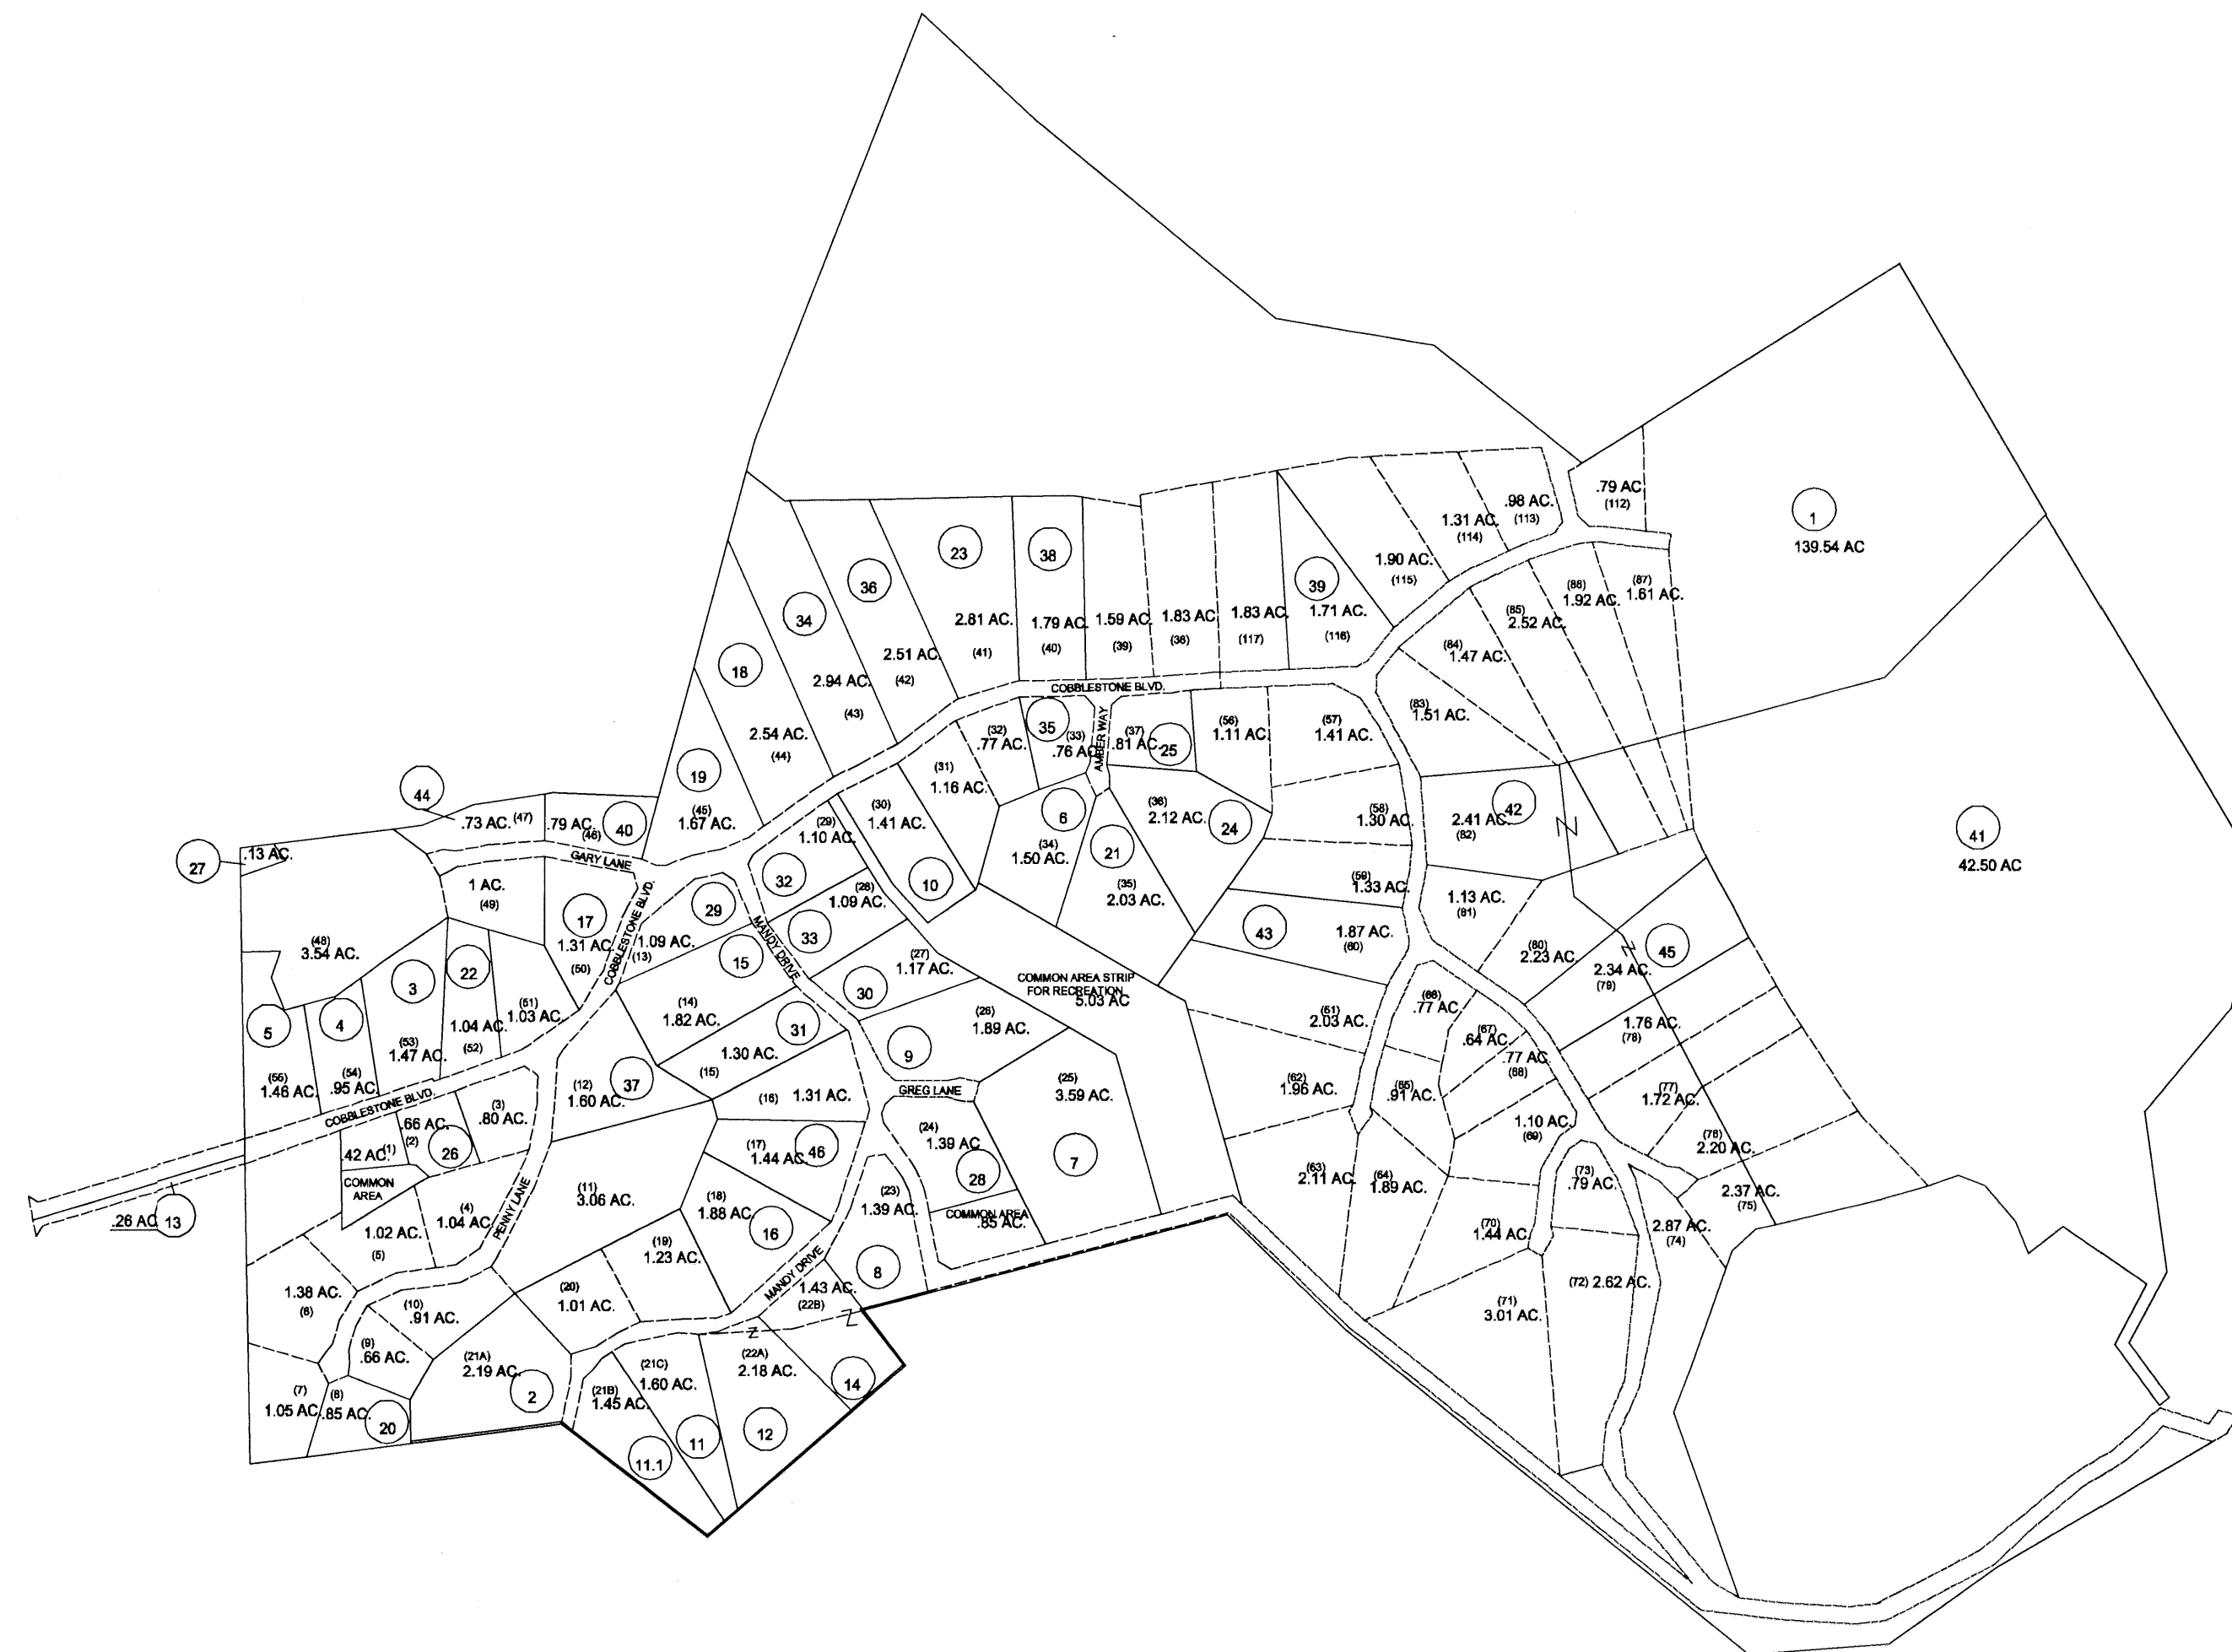 .79 AC
(112)
1
139.54 AC
.98 AC.
(113)
1.31 AC.
(114)
1.90 AC.
(115)
39
1.71 AC.
(116)
1.83 AC.
(117)
1.83 AC
(38)
1.59 AC.
(39)
38
1.79 AC.
(40)
23
2.81 AC.
(41)
36
2.51 AC.
(42)
34
2.94 AC.
(43)
18
2.54 AC.
(44)
19
(45)
1.67 AC.
(87)
1.61 AC.
(88)
1.92 AC.
(85)
2.52 AC.
(84)
1.47 AC.
(83)
1.51 AC.
COBBLESTONE BLVD.
AMBER WAY
(32)
.77 AC.
35
(33)
.76 AC
(37)
.81 AC.
25
(56)
1.11 AC.
(57)
1.41 AC.
(31)
1.16 AC.
(30)
1.41 AC.
10
(29)
1.10 AC.
32
6
(34)
1.50 AC.
21
(35)
2.03 AC.
(36)
2.12 AC.
24
(58)
1.30 AC.
42
2.41 AC.
(82)
41
42.50 AC
44
.73 AC. (47)
.79 AC.
(46)
40
GARY LANE
27
.13 AC.
1 AC.
(49)
17
1.31 AC.
(50)
COBBLESTONE BLVD.
29
1.09 AC.
(13)
15
MANDY DRIVE
33
(28)
1.09 AC.
(59)
1.33 AC.
43
1.87 AC.
(60)
1.13 AC.
(81)
(80)
2.23 AC.
45
2.34 AC.
(79)
(48)
3.54 AC.
3
22
5
4
(51)
1.03 AC.
1.04 AC.
(52)
(53)
1.47 AC.
(54)
.95 AC.
(55)
1.46 AC.
(14)
1.82 AC.
31
1.30 AC.
(15)
30
(27)
1.17 AC.
COMMON AREA STRIP
FOR RECREATION
5.03 AC
(26)
1.89 AC.
9
GREG LANE
(25)
3.59 AC.
7
(61)
2.03 AC.
(62)
1.96 AC.
(66)
.77 AC.
(67)
.64 AC.
.77 AC.
(68)
(65)
.91 AC.
1.76 AC.
(78)
(77)
1.72 AC.
2.20 AC.
2.37 AC.
(75)
COBBLESTONE BLVD.
(12)
1.60 AC.
37
(16) 1.31 AC.
(17)
1.44 AC.
46
(3)
.80 AC.
.66 AC.
(2)
26
.42 AC.
(1)
COMMON
AREA
.26 AC
13
PENNY LANE
(4)
1.04 AC.
1.02 AC.
(5)
(11)
3.06 AC.
(18)
1.88 AC.
16
(24)
1.39 AC.
28
COMMON AREA
.85 AC.
(23)
1.39 AC.
8
(63)
2.11 AC.
(64)
1.89 AC.
1.10 AC.
(69)
(73)
.79 AC.
(70)
1.44 AC.
2.87 AC.
(74)
(72) 2.62 AC.
(71)
3.01 AC.
1.38 AC.
(6)
(10)
.91 AC.
(9)
.66 AC.
(19)
1.23 AC.
(20)
1.01 AC.
MANDY DRIVE
1.43 AC.
(22B)
(7)
1.05 AC.
(8)
.85 AC.
20
(21A)
2.19 AC.
2
(21B)
1.45 AC.
(21C)
1.60 AC.
11
11.1
(22A)
2.18 AC.
12
14